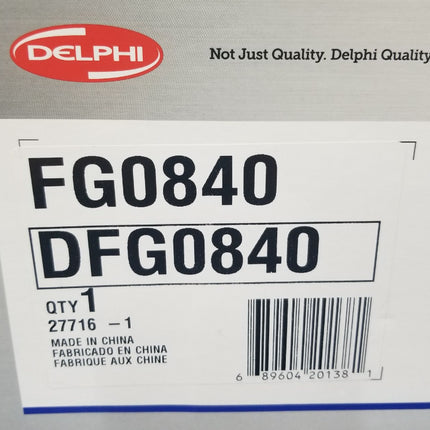 DELPHI
Not Just Quality. Delphi Quality
FG0840
DFG0840
QTY 1
27716 -1
MADE IN CHINA
FABRICADO EN CHINA
FABRIQUE AUX CHINE
6 89604 20138 1